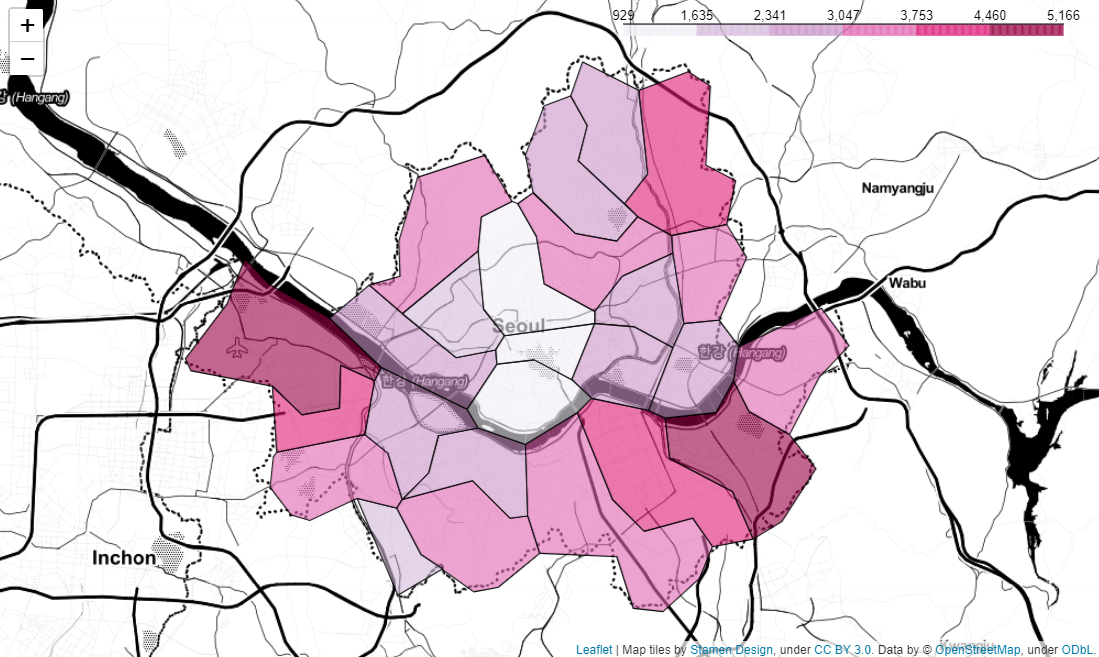 929 1,635 2,341 3,047 3,753 4,460 5,166
+
−
강 (Hangang)
Namyangju
Wabu
Seoul
한강 (Hangang)
한강 (Hangang)
Inchon
Kwangju
Leaflet | Map tiles by Stamen Design, under CC BY 3.0. Data by © OpenStreetMap, under ODbL.